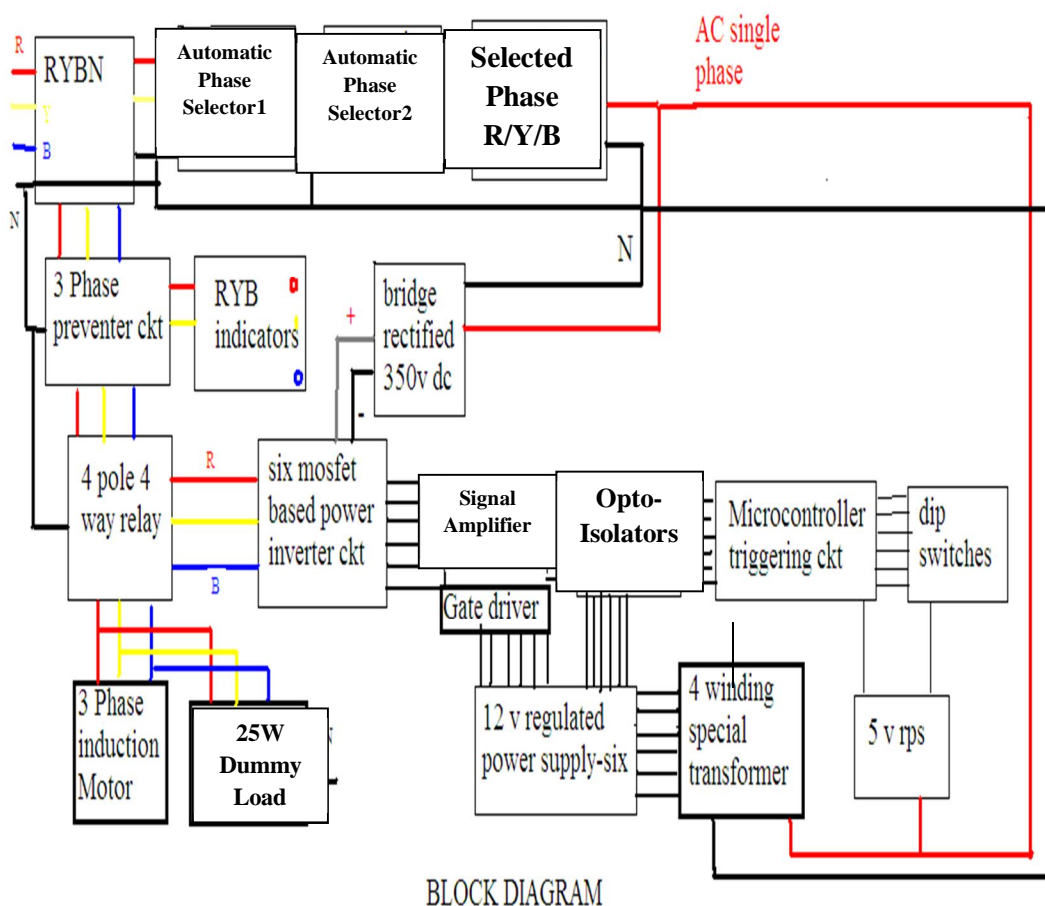 R
Y
B
N
RYBN
Automatic
Phase
Selector1
Automatic
Phase
Selector2
Selected
Phase
R/Y/B
AC single
phase
N
3 Phase
preventer ckt
RYB
indicators
bridge
rectified
350v dc
+
-
4 pole 4
way relay
R
B
six mosfet
based power
inverter ckt
Signal
Amplifier
Opto-
Isolators
Microcontroller
triggering ckt
dip
switches
Gate driver
3 Phase
induction
Motor
25W
Dummy
Load
N
12 v regulated
power supply-six
4 winding
special
transformer
5 v rps
BLOCK DIAGRAM